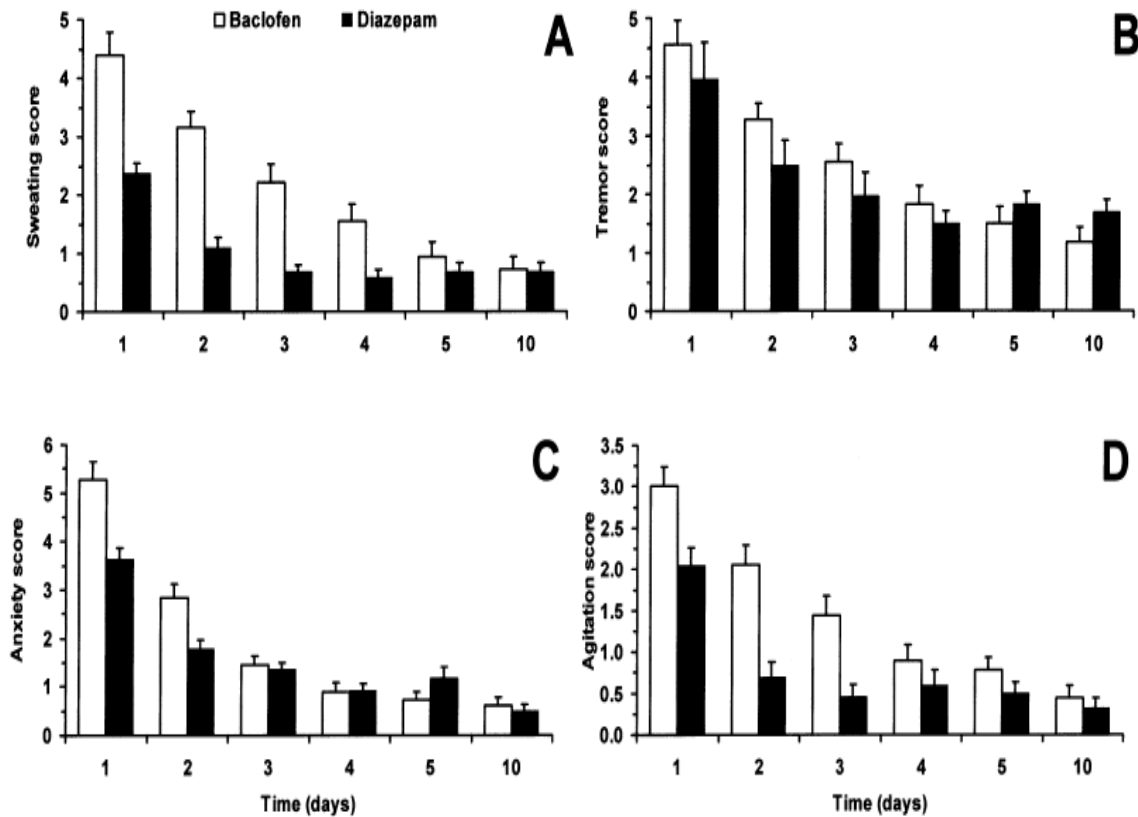 Baclofen Diazepam
A
Sweating score
5
4
3
2
1
0
1 2 3 4 5 10
B
Tremor score
5
4
3
2
1
0
1 2 3 4 5 10
C
Anxiety score
6
5
4
3
2
1
0
1 2 3 4 5 10
Time (days)
D
Agitation score
3.5
3.0
2.5
2.0
1.5
1.0
0.5
0.0
1 2 3 4 5 10
Time (days)